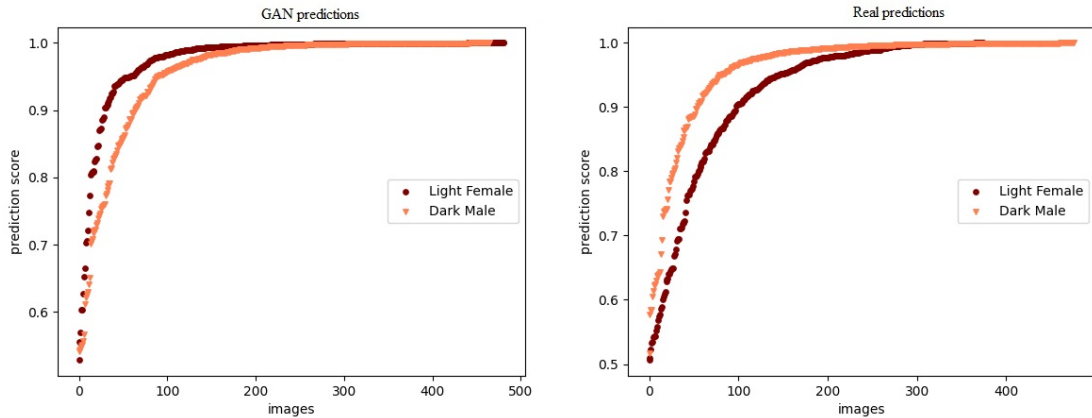 GAN predictions
1.0
0.9
0.8
0.7
0.6
prediction score
Light Female
Dark Male
0
100
200
300
400
500
images
Real predictions
1.0
0.9
0.8
0.7
0.6
0.5
prediction score
Light Female
Dark Male
0
100
200
300
400
images